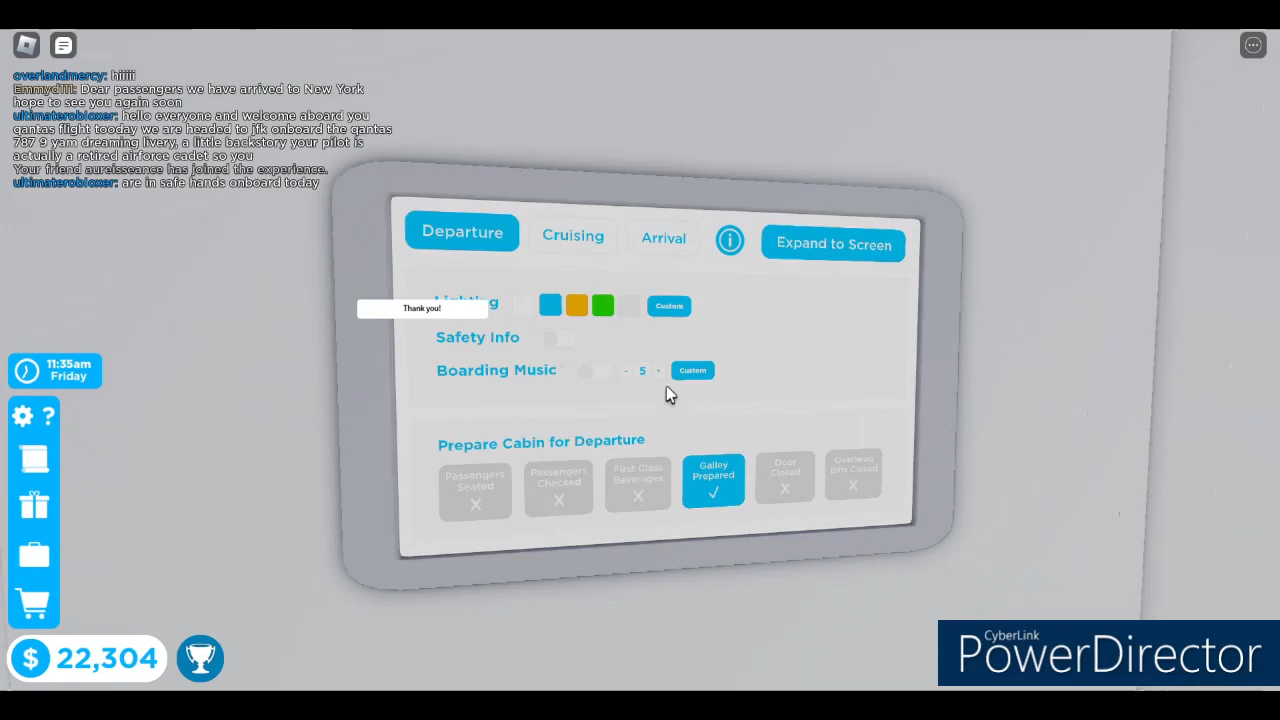 overlandmercy: hiiiii
Emmyd111: Dear passengers we have arrived to New York
hope to see you again soon
ultimaterobloxer: hello everyone and welcome aboard you
qantas flight tooday we are headed to jfk onboard the qantas
787 9 yam dreaming livery, a little backstory your pilot is
actually a retired airforce cadet so you
Your friend aureisseance has joined the experience.
ultimaterobloxer: are in safe hands onboard today
Departure Cruising Arrival i Expand to Screen
Lighting Custom
Thank you!
Safety Info
Boarding Music - 5 + Custom
11:35am
Friday
?
Prepare Cabin for Departure
Passengers Seated X
Passengers Checked X
First Class Beverages X
Galley Prepared ✓
Door Closed X
Overhead Bins Closed X
$ 22,304
CyberLink
PowerDirector